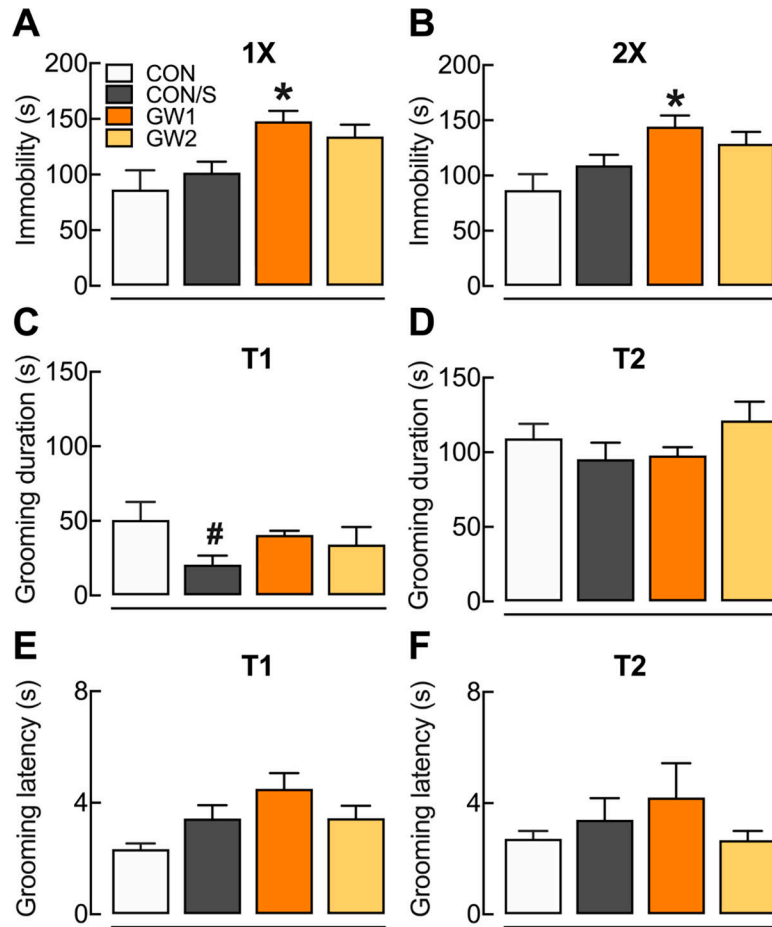 A
1X
Immobility (s)
200
150
100
50
0
CON
CON/S
GW1
GW2
*
B
2X
Immobility (s)
200
150
100
50
0
*
C
T1
Grooming duration (s)
150
100
50
0
#
D
T2
Grooming duration (s)
150
100
50
0
E
T1
Grooming latency (s)
8
4
0
F
T2
Grooming latency (s)
8
4
0